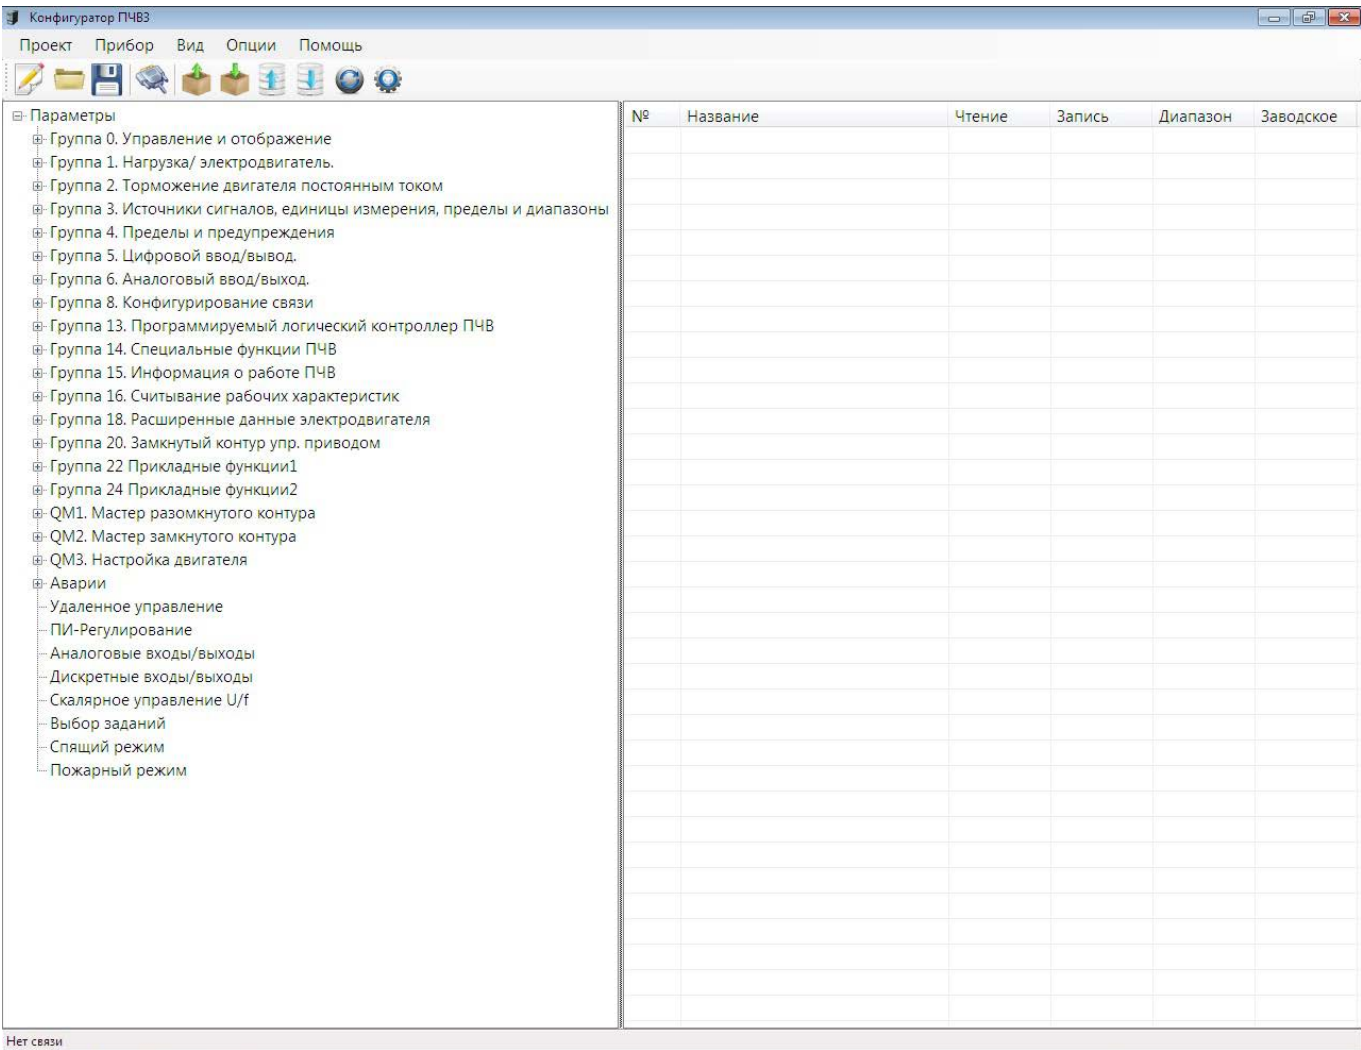 Конфигуратор ПЧВ3
Проект Прибор Вид Опции Помощь
Параметры
Группа 0. Управление и отображение
Группа 1. Нагрузка/ электродвигатель.
Группа 2. Торможение двигателя постоянным током
Группа 3. Источники сигналов, единицы измерения, пределы и диапазоны
Группа 4. Пределы и предупреждения
Группа 5. Цифровой ввод/вывод.
Группа 6. Аналоговый ввод/выход.
Группа 8. Конфигурирование связи
Группа 13. Программируемый логический контроллер ПЧВ
Группа 14. Специальные функции ПЧВ
Группа 15. Информация о работе ПЧВ
Группа 16. Считывание рабочих характеристик
Группа 18. Расширенные данные электродвигателя
Группа 20. Замкнутый контур упр. приводом
Группа 22 Прикладные функции1
Группа 24 Прикладные функции2
QM1. Мастер разомкнутого контура
QM2. Мастер замкнутого контура
QM3. Настройка двигателя
Аварии
Удаленное управление
ПИ-Регулирование
Аналоговые входы/выходы
Дискретные входы/выходы
Скалярное управление U/f
Выбор заданий
Спящий режим
Пожарный режим
№ Название Чтение Запись Диапазон Заводское
Нет связи